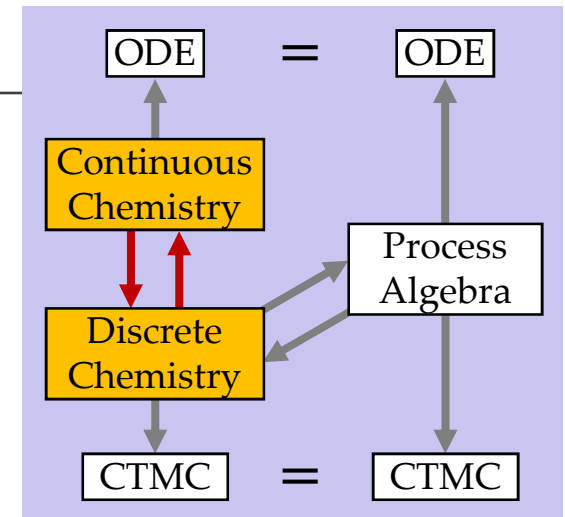 ODE = ODE
Continuous
Chemistry
Process
Algebra
Discrete
Chemistry
CTMC = CTMC